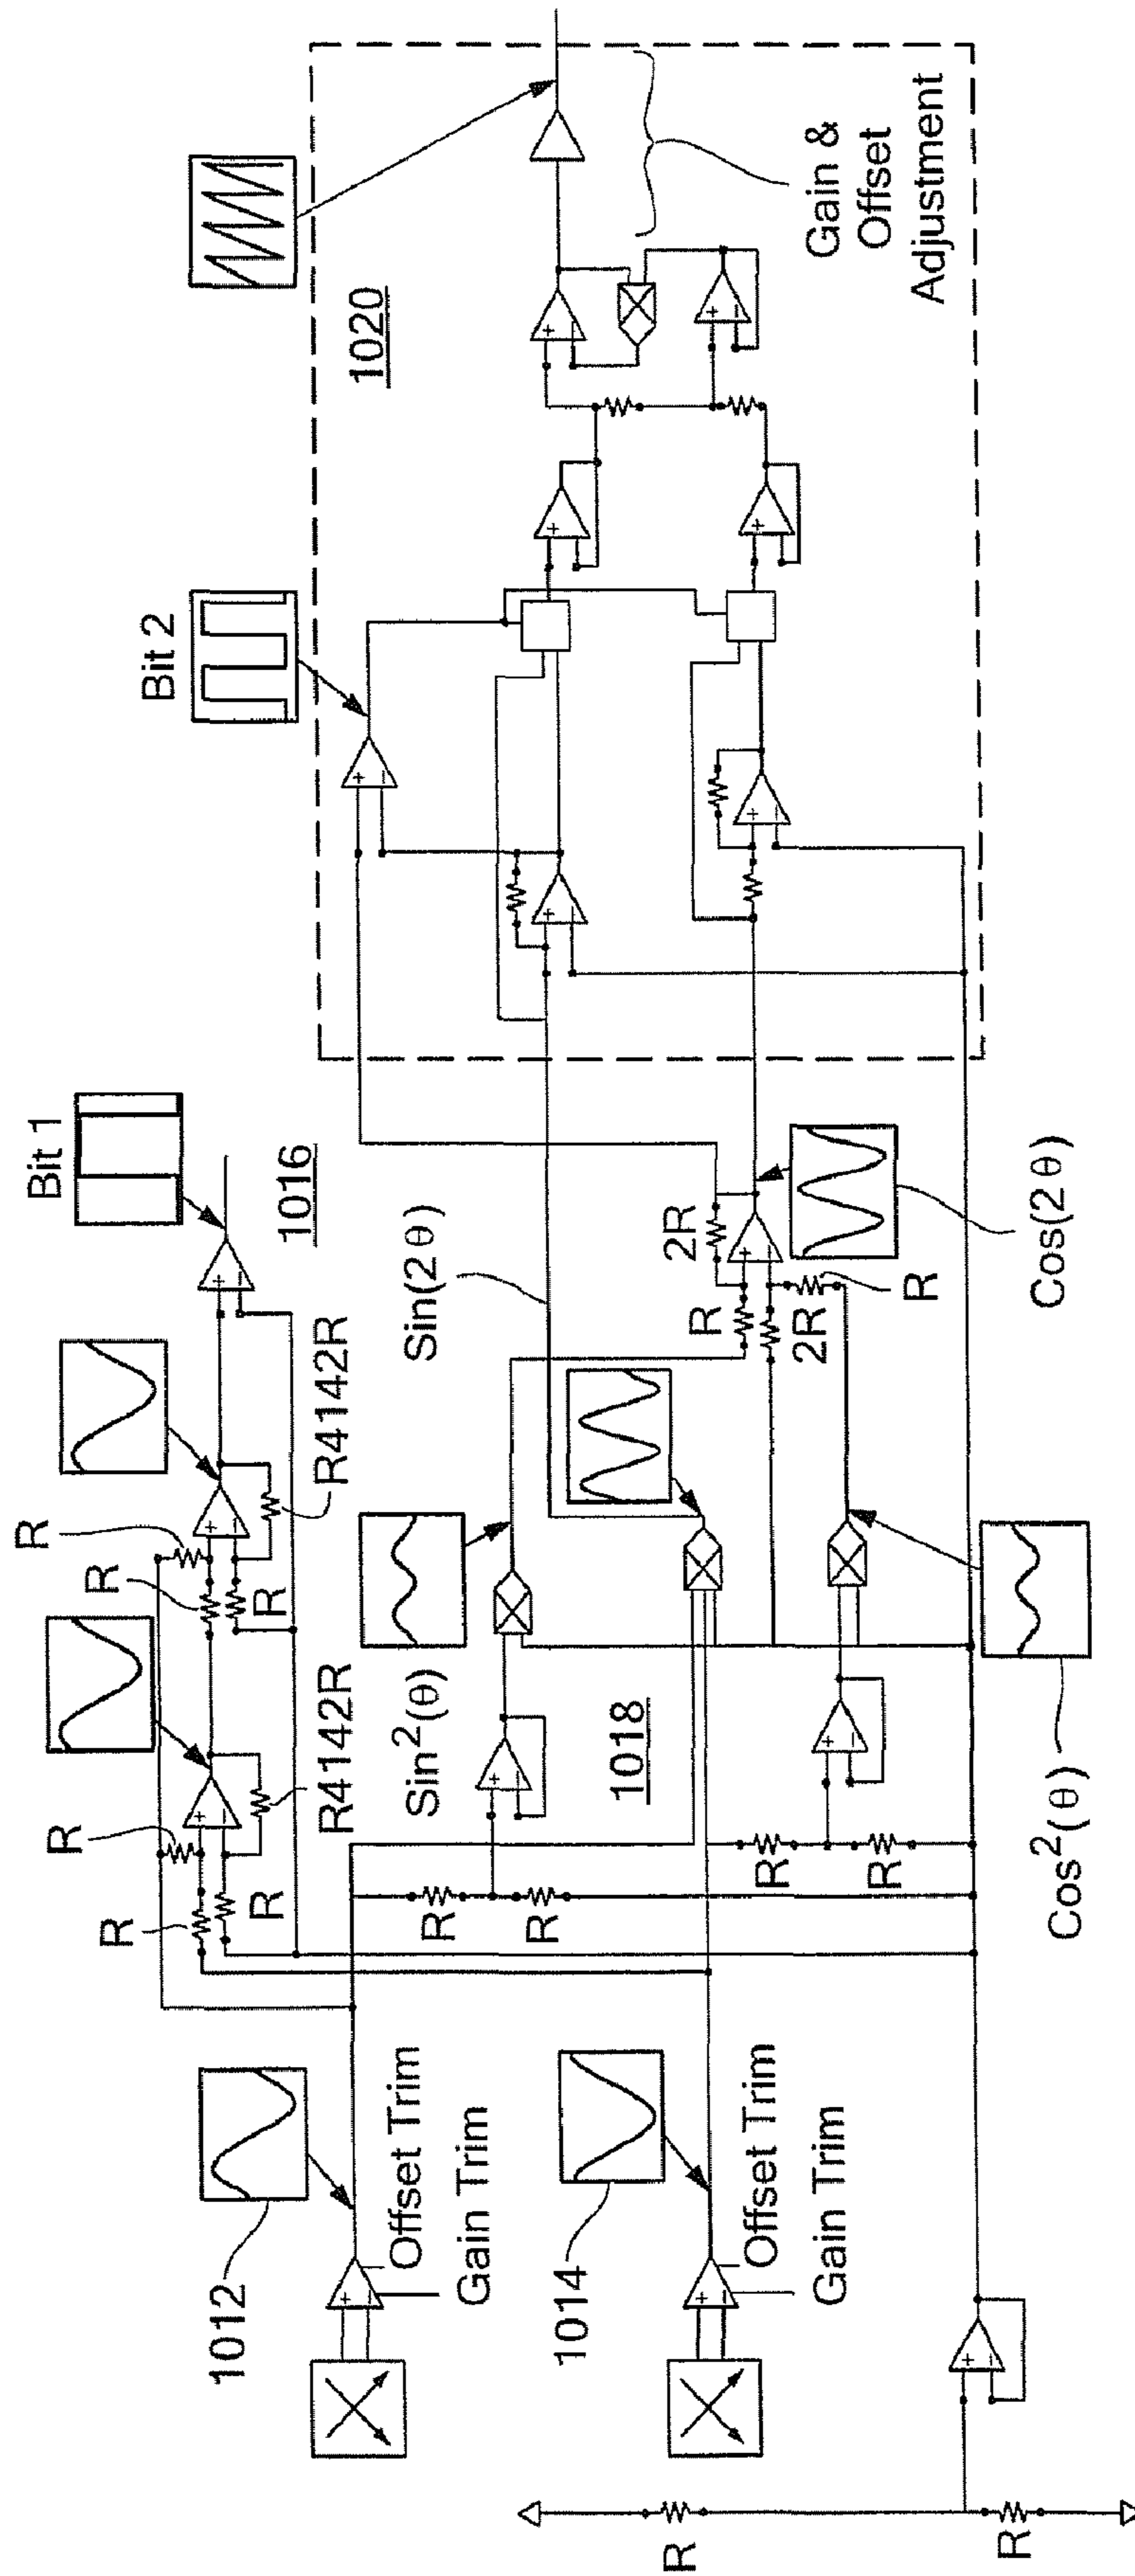 1012
Offset Trim
Gain Trim
1014
Offset Trim
Gain Trim
R
R
R
R
R
R4142R
R
R
R
R4142R
Bit 1
1016
R
R
R
R
Sin²(θ)
1018
Cos²(θ)
Sin(2θ)
R
2R
2R
R
Cos(2θ)
Bit 2
1020
Gain &
Offset
Adjustment
+
−